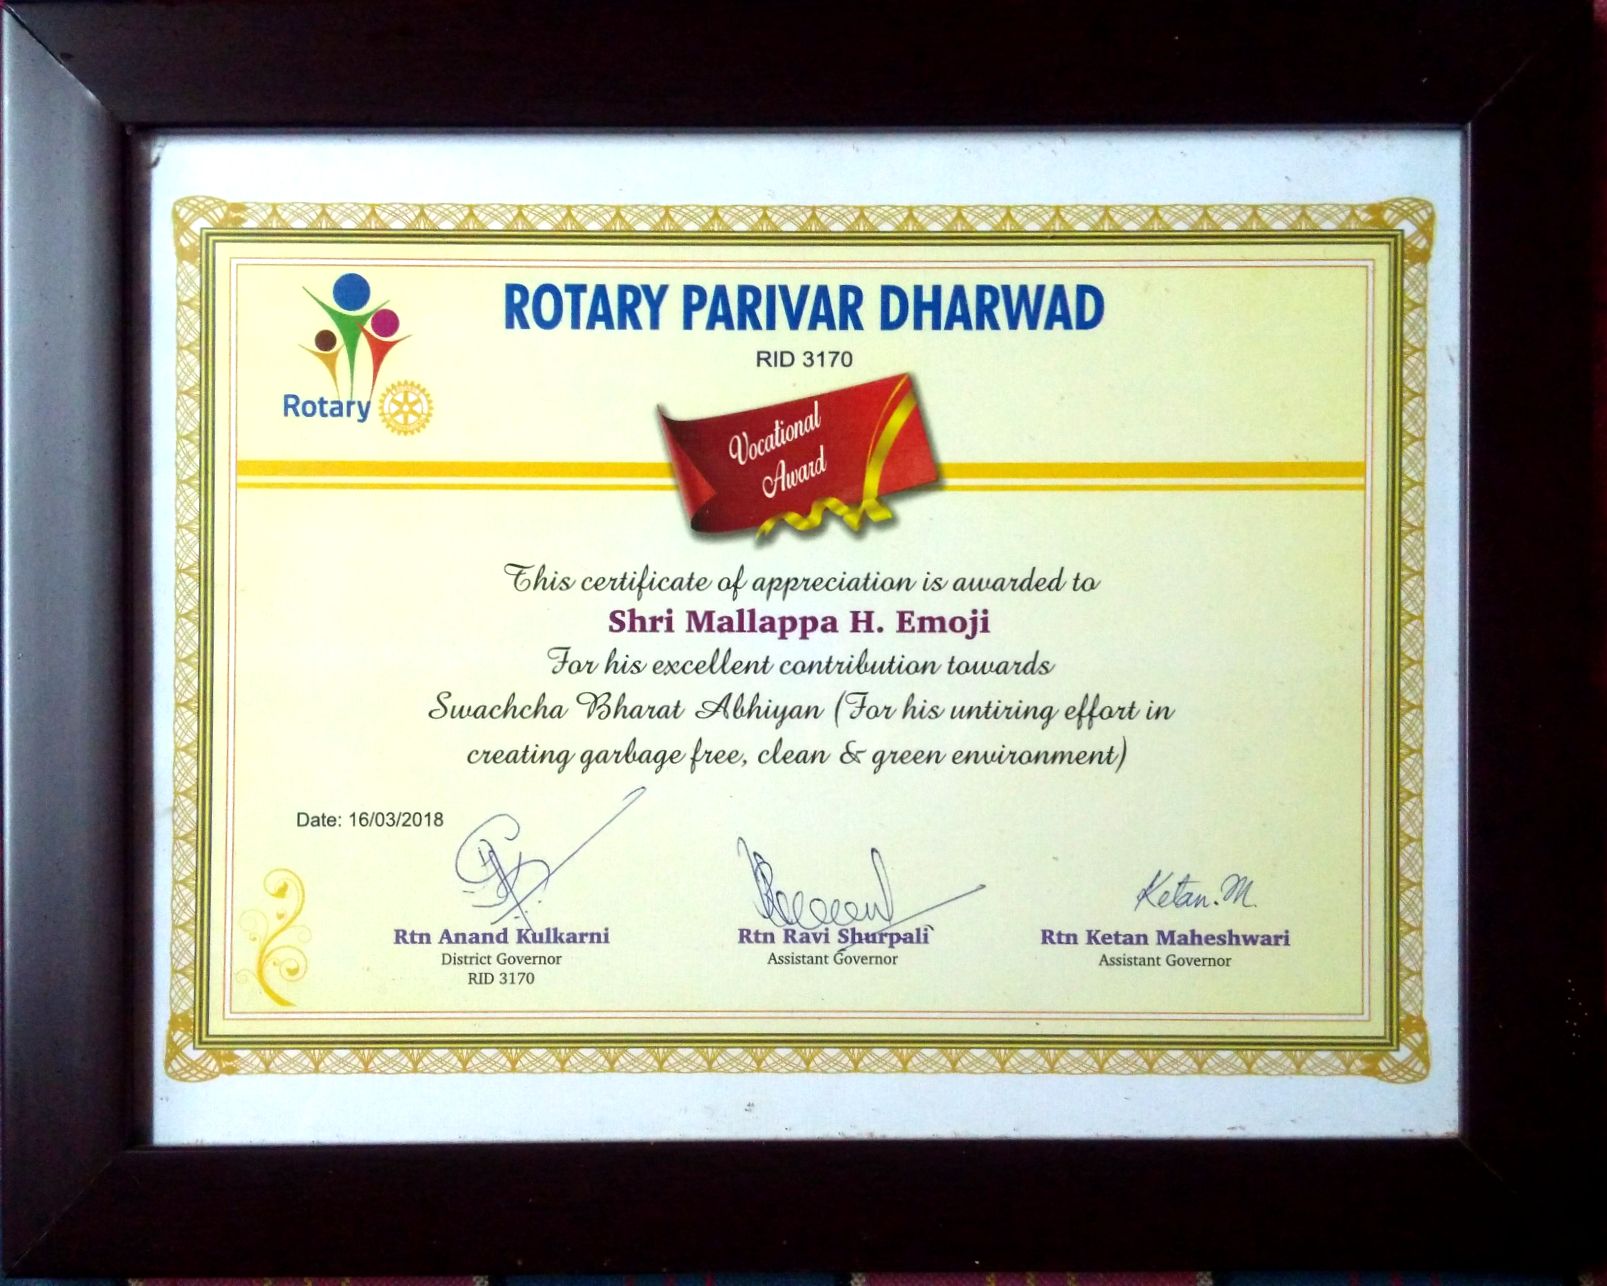 ROTARY PARIVAR DHARWAD
RID 3170
Rotary
Vocational
Award
This certificate of appreciation is awarded to
Shri Mallappa H. Emoji
For his excellent contribution towards
Swachcha Bharat Abhiyan (For his untiring effort in
creating garbage free, clean & green environment)
Date: 16/03/2018
Ketan. M.
Rtn Anand Kulkarni
District Governor
RID 3170
Rtn Ravi Shurpali
Assistant Governor
Rtn Ketan Maheshwari
Assistant Governor